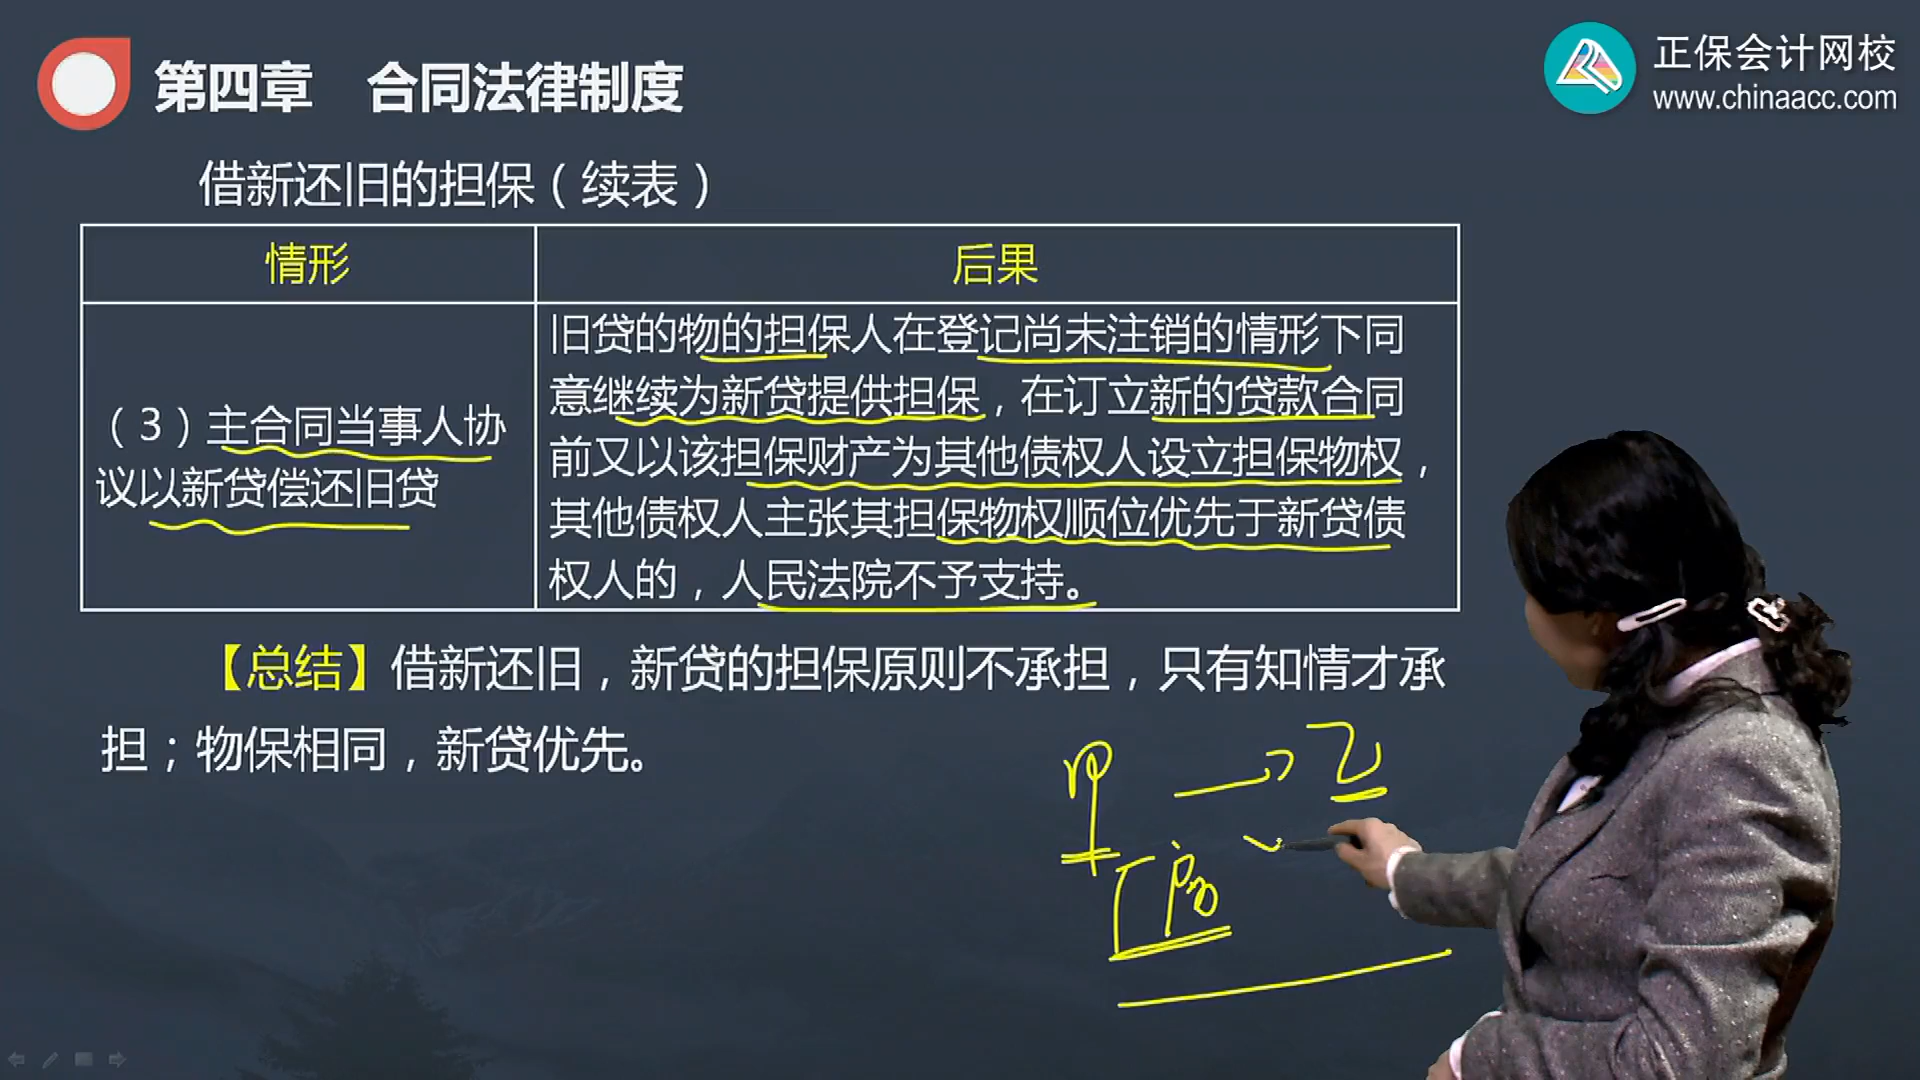 第四章　合同法律制度
正保会计网校
www.chinaacc.com
借新还旧的担保（续表）
情形
后果
（3）主合同当事人协
议以新贷偿还旧贷
旧贷的物的担保人在登记尚未注销的情形下同
意继续为新贷提供担保，在订立新的贷款合同
前又以该担保财产为其他债权人设立担保物权，
其他债权人主张其担保物权顺位优先于新贷债
权人的，人民法院不予支持。
【总结】借新还旧，新贷的担保原则不承担，只有知情才承
担；物保相同，新贷优先。
甲
乙